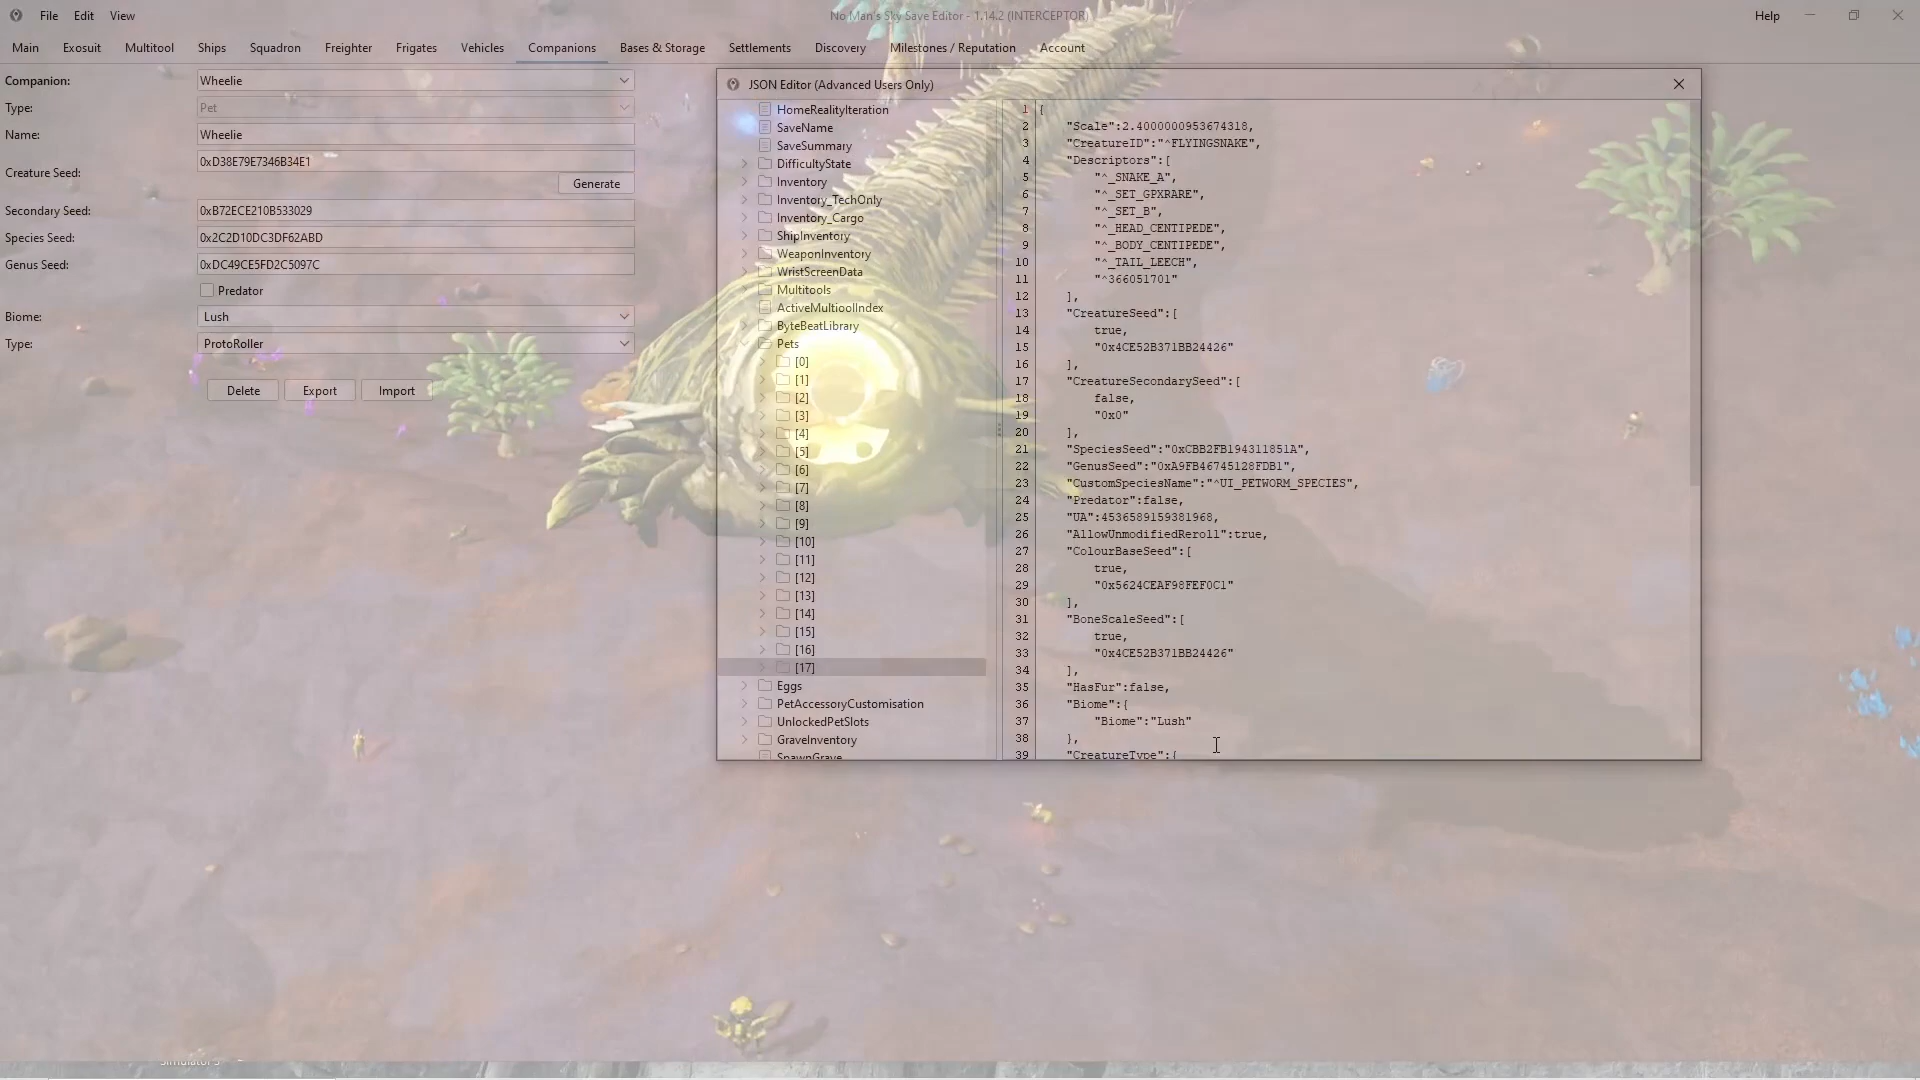 File Edit View
No Man's Sky Save Editor - 1.14.2 (INTERCEPTOR)
Help
Main Exosuit Multitool Ships Squadron Freighter Frigates Vehicles Companions Bases & Storage Settlements Discovery Milestones / Reputation Account
Companion: Wheelie
Type: Pet
Name: Wheelie
Creature Seed: 0xD38E79E7346B34E1
Generate
Secondary Seed: 0xB72ECE210B533029
Species Seed: 0x2C2D10DC3DF62ABD
Genus Seed: 0xDC49CE5FD2C5097C
Predator
Biome: Lush
Type: ProtoRoller
Delete Export Import
JSON Editor (Advanced Users Only)
HomeRealityIteration
SaveName
SaveSummary
DifficultyState
Inventory
Inventory_TechOnly
Inventory_Cargo
ShipInventory
WeaponInventory
WristScreenData
Multitools
ActiveMultioolIndex
ByteBeatLibrary
Pets
[0]
[1]
[2]
[3]
[4]
[5]
[6]
[7]
[8]
[9]
[10]
[11]
[12]
[13]
[14]
[15]
[16]
[17]
Eggs
PetAccessoryCustomisation
UnlockedPetSlots
GraveInventory
SpawnGrave
1 {
2 "Scale":2.4000000953674318,
3 "CreatureID":"^FLYINGSNAKE",
4 "Descriptors":[
5 "^_SNAKE_A",
6 "^_SET_GPXRARE",
7 "^_SET_B",
8 "^_HEAD_CENTIPEDE",
9 "^_BODY_CENTIPEDE",
10 "^_TAIL_LEECH",
11 "^366051701"
12 ],
13 "CreatureSeed":[
14 true,
15 "0x4CE52B371BB24426"
16 ],
17 "CreatureSecondarySeed":[
18 false,
19 "0x0"
20 ],
21 "SpeciesSeed":"0xCBB2FB194311851A",
22 "GenusSeed":"0xA9FB46745128FDB1",
23 "CustomSpeciesName":"^UI_PETWORM_SPECIES",
24 "Predator":false,
25 "UA":4536589159381968,
26 "AllowUnmodifiedReroll":true,
27 "ColourBaseSeed":[
28 true,
29 "0x5624CEAF98FEF0C1"
30 ],
31 "BoneScaleSeed":[
32 true,
33 "0x4CE52B371BB24426"
34 ],
35 "HasFur":false,
36 "Biome":{
37 "Biome":"Lush"
38 },
39 "CreatureType":{